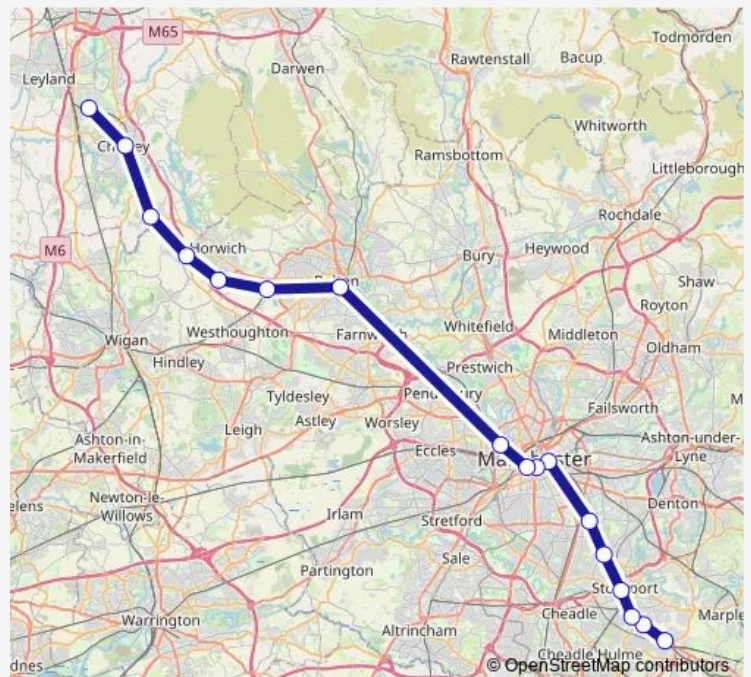 M65
Todmorden
Rawtenstall
Bacup
Leyland
Darwen
Whitworth
Ramsbottom
Littleborough
Rochdale
M6
Horwich
Bury
Heywood
Shaw
Royton
Westhoughton
Whitefield
Middleton
Oldham
Wigan
Hindley
Prestwich
Tyldesley
Failsworth
Astley
Worsley
Leigh
Ashton-in-
Makerfield
Eccles
Ashton-under-
Lyne
Newton-le-
Willows
Irlam
Stretford
Denton
Sale
Partington
Cheadle
Marple
Warrington
Altrincham
Cheadle Hulme
© OpenStreetMap contributors